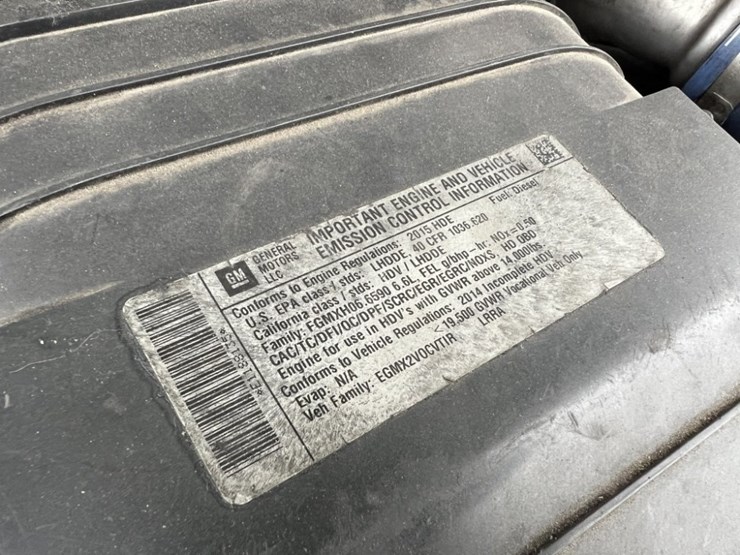 GM
GENERAL
MOTORS
LLC
IMPORTANT ENGINE AND VEHICLE
EMISSION CONTROL INFORMATION
Conforms to Engine Regulations: 2015 HDE Fuel: Diesel
U.S. EPA class / stds: LHDDE, 40 CFR 1036.620
California class / stds: HDV / LHDDE
Family: FGMXH06.6590 6.6L, FEL g/bhp-hr: NOx=0.50
CAC/TC/DFI/OC/DPF/SCRC/EGR/EGRC/NOXS, HD OBD
Engine for use in HDV's with GVWR above 14,000lbs.
Conforms to Vehicle Regulations: 2014 Incomplete HDV
<19,500 GVWR Vocational Veh Only
Evap: N/A
Veh Family: EGMX2VOCVTIR LRRA